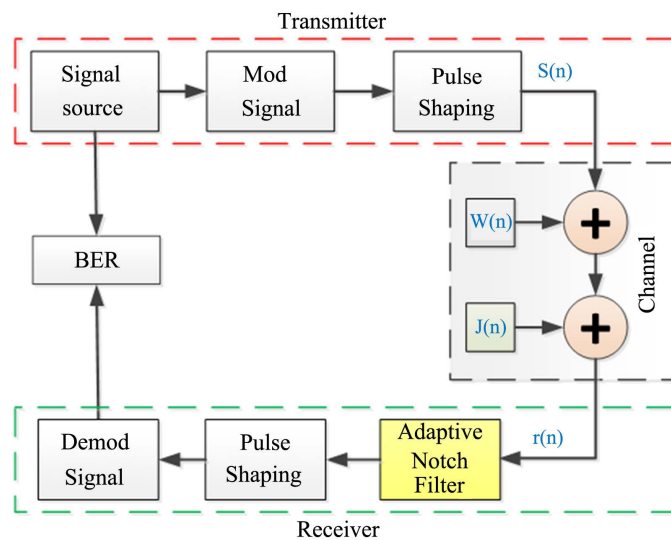 Transmitter
Signal
source
Mod
Signal
Pulse
Shaping
S(n)
W(n)
BER
Channel
J(n)
Demod
Signal
Pulse
Shaping
Adaptive
Notch
Filter
r(n)
Receiver